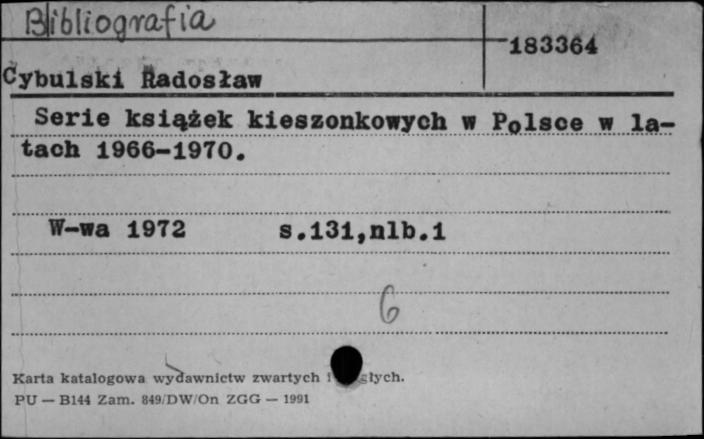 Bibliografia
183364
Cybulski Radosław
Serie książek kieszonkowych w Polsce w la-
tach 1966-1970.
W-wa 1972 s.131,nlb.1
6
Karta katalogowa wydawnictw zwartych i
PU — B144 Zam. 849/DW/On ZGG — 1991